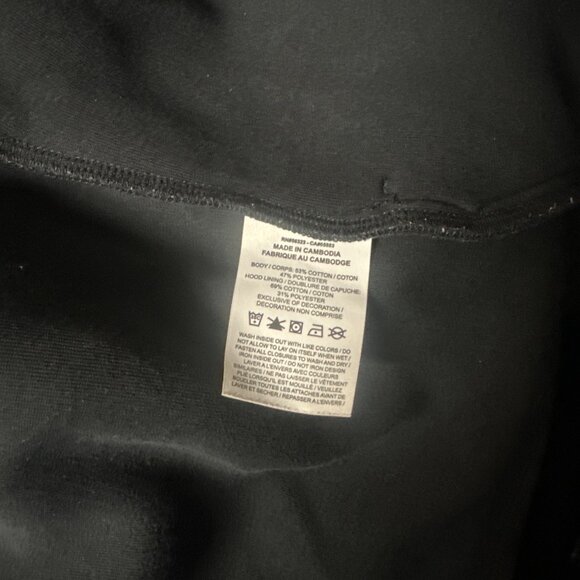 MADE IN CAMBODIA
FABRIQUE AU CAMBODGE
BODY / CORPS: 53% COTTON / COTON
47% POLYESTER
HOOD LINING / DOUBLURE DE CAPUCHE:
69% COTTON / COTON
31% POLYESTER
EXCLUSIVE OF DECORATION /
DECORATION NON COMPRISE
WASH INSIDE OUT WITH LIKE COLORS / DO
NOT ALLOW TO LAY ON ITSELF WHEN WET /
FASTEN ALL CLOSURES TO WASH AND DRY /
IRON INSIDE OUT / DO NOT IRON DESIGN
LAVER A L'ENVERS AVEC COULEURS
SIMILAIRES / NE PAS LAISSER LE VÊTEMENT
PLIE LORSQU'IL EST MOUILLÉ /
TOUTES LES ATTACHES AVANT DE
LAVER ET SECHER / REPASSER A L'ENVERS /